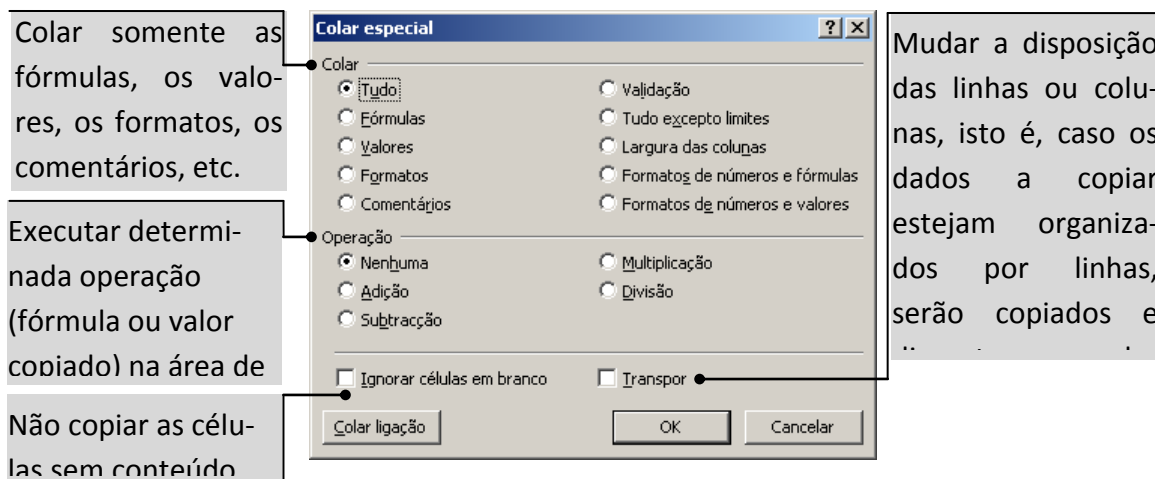 Colar somente as
fórmulas, os valo-
res, os formatos, os
comentários, etc.
Executar determi-
nada operação
(fórmula ou valor
copiado) na área de
Não copiar as célu-
las sem conteúdo
Colar especial
Colar
Tudo
Fórmulas
Valores
Formatos
Comentários
Validação
Tudo excepto limites
Largura das colunas
Formatos de números e fórmulas
Formatos de números e valores
Operação
Nenhuma
Adição
Subtracção
Multiplicação
Divisão
Ignorar células em branco
Transpor
Colar ligação
OK
Cancelar
Mudar a disposição
das linhas ou colu-
nas, isto é, caso os
dados a copiar
estejam organiza-
dos por linhas,
serão copiados e